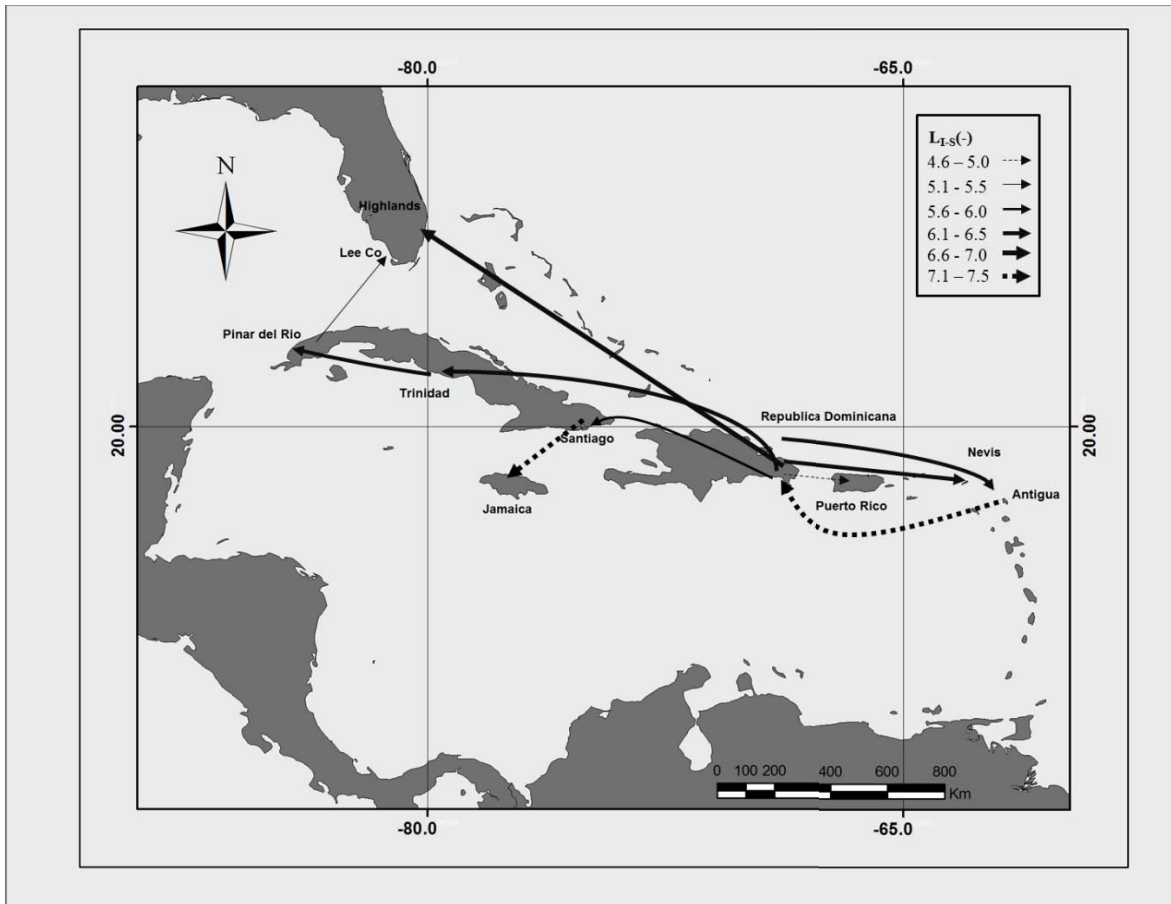 -80.0
-65.0
N
L_I-S(-)
4.6 – 5.0
5.1 - 5.5
5.6 - 6.0
6.1 - 6.5
6.6 - 7.0
7.1 – 7.5
Highlands
Lee Co
Pinar del Rio
Trinidad
Republica Dominicana
20.00
20.00
Santiago
Nevis
Jamaica
Puerto Rico
Antigua
0 100 200 400 600 800
Km
-80.0
-65.0